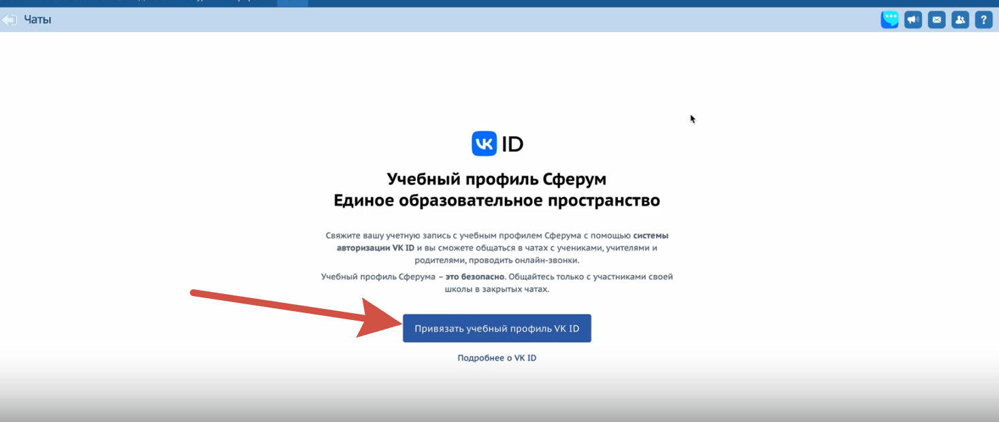 Чаты
?
VK ID
Учебный профиль Сферум
Единое образовательное пространство
Свяжите вашу учетную запись с учебным профилем Сферума с помощью системы
авторизации VK ID и вы сможете общаться в чатах с учениками, учителями и
родителями, проводить онлайн-звонки.
Учебный профиль Сферума – это безопасно. Общайтесь только с участниками своей
школы в закрытых чатах.
Привязать учебный профиль VK ID
Подробнее о VK ID